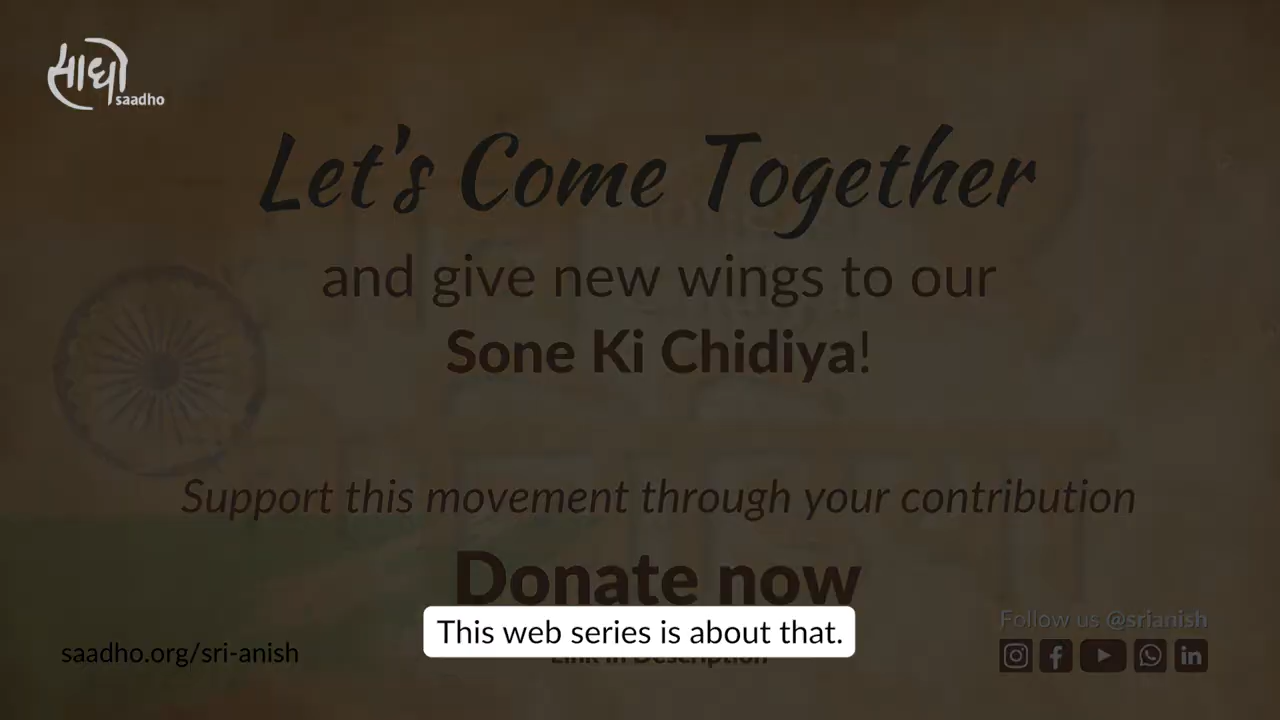 साधो
saadho
Let's Come Together
and give new wings to our
Sone Ki Chidiya!
Support this movement through your contribution
Donate now
This web series is about that.
Link in Description
Follow us @srianish
saadho.org/sri-anish